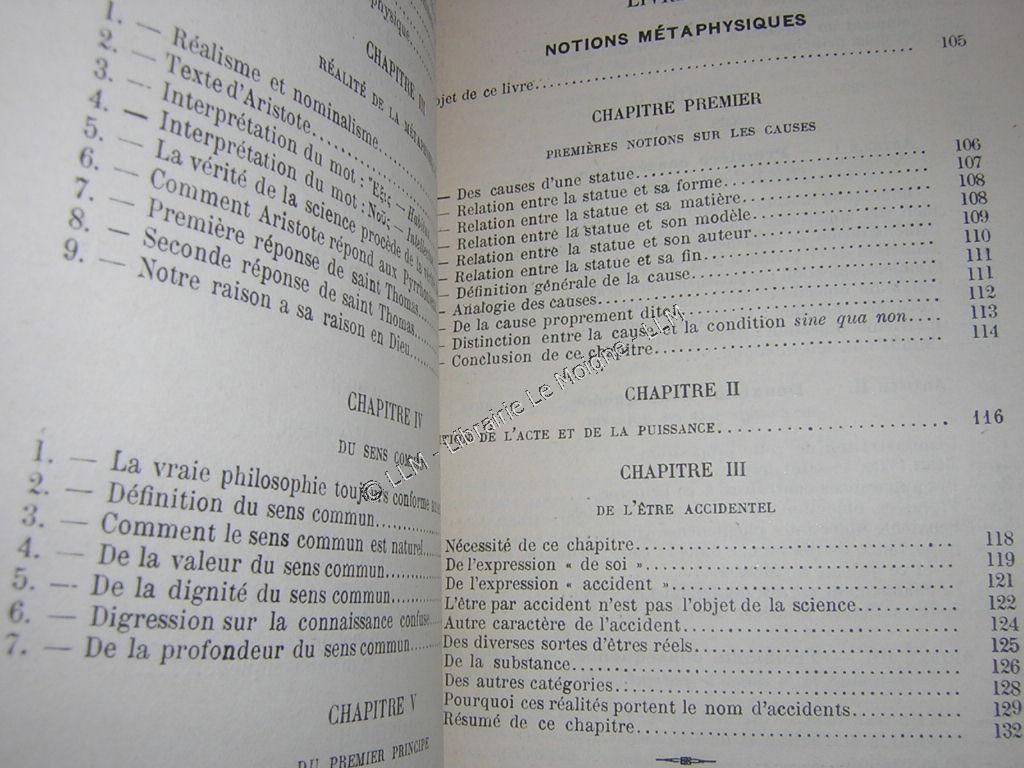 physique
CHAPITRE III
RÉALITÉ DE LA MÉTAPHYSIQUE
1. — Réalisme et nominalisme
2. — Texte d'Aristote
3. — Interprétation du mot: Ἕξις — Habitus
4. — Interprétation du mot: Νοῦς — Intellectus
5. — La vérité de la science procède de la
6. — Comment Aristote répond aux
7. — Première réponse de saint Thomas
8. — Seconde réponse de saint Thomas
9. — Notre raison a sa raison en Dieu
CHAPITRE IV
DU SENS COMMUN
1. — La vraie philosophie toujours conforme
2. — Définition du sens commun
3. — Comment le sens commun est naturel
4. — De la valeur du sens commun
5. — De la dignité du sens commun
6. — Digression sur la connaissance confuse
7. — De la profondeur du sens commun
CHAPITRE V
DU PREMIER PRINCIPE
LIVRE
NOTIONS MÉTAPHYSIQUES
jet de ce livre 105
CHAPITRE PREMIER
PREMIÈRES NOTIONS SUR LES CAUSES
— Des causes d'une statue 106
— Relation entre la statue et sa forme 107
— Relation entre la statue et sa matière 108
— Relation entre la statue et son modèle 108
— Relation entre la statue et son auteur 109
— Relation entre la statue et sa fin 110
— Définition générale de la cause 111
— Analogie des causes 111
— De la cause proprement dite 112
— Distinction entre la cause et la condition sine qua non 113
— Conclusion de ce chapitre 114
CHAPITRE II
DE L'ACTE ET DE LA PUISSANCE 116
CHAPITRE III
DE L'ÊTRE ACCIDENTEL
Nécessité de ce chapitre 118
De l'expression « de soi » 119
De l'expression « accident » 121
L'être par accident n'est pas l'objet de la science 122
Autre caractère de l'accident 124
Des diverses sortes d'êtres réels 125
De la substance 126
Des autres catégories 128
Pourquoi ces réalités portent le nom d'accidents 129
Résumé de ce chapitre 132
© LLM - Librairie Le Moigne - LLM